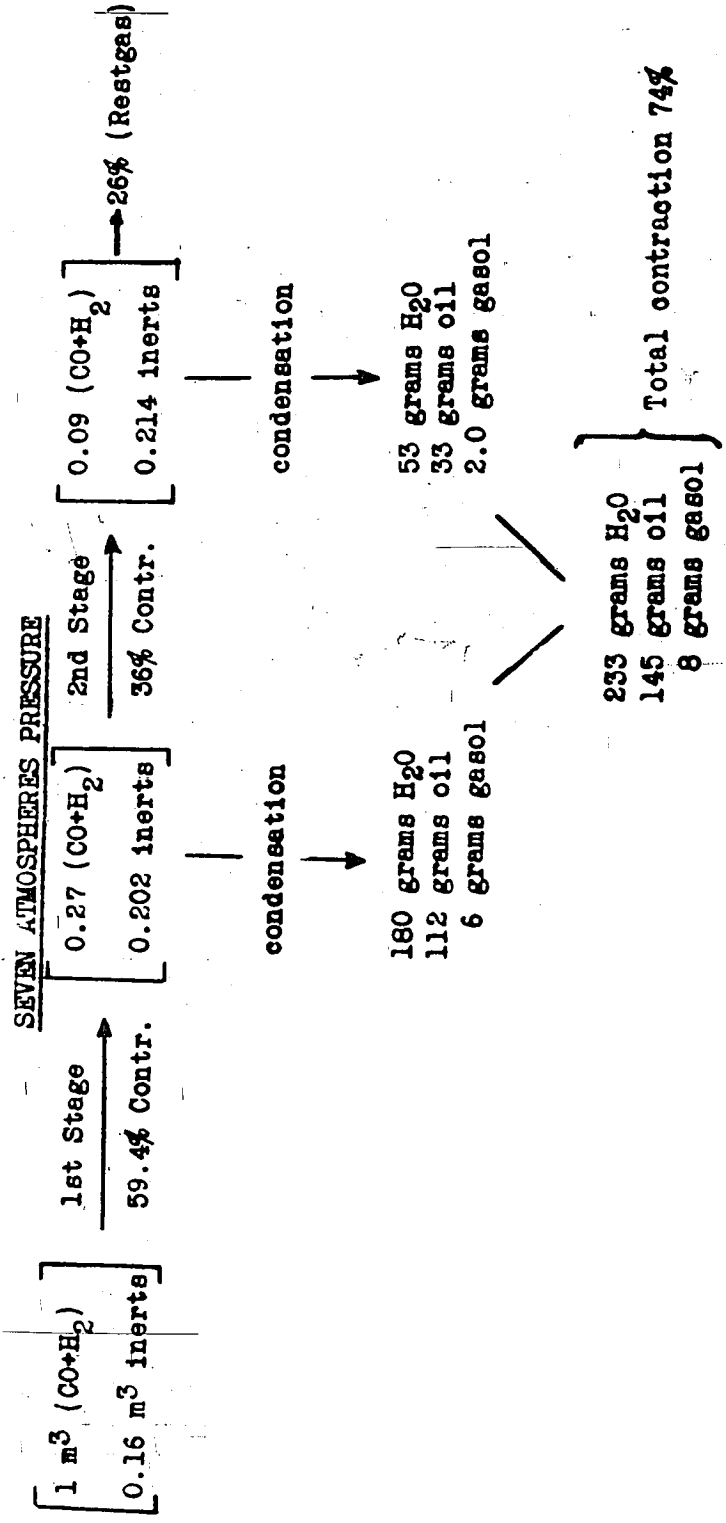 SEVEN ATMOSPHERES PRESSURE
1 m³ (CO+H₂)
0.16 m³ inerts
1st Stage
59.4% Contr.
0.27 (CO+H₂)
0.202 inerts
2nd Stage
36% Contr.
0.09 (CO+H₂)
0.214 inerts
26% (Restgas)
condensation
180 grams H₂O
112 grams oil
6 grams gasol
condensation
53 grams H₂O
33 grams oil
2.0 grams gasol
233 grams H₂O
145 grams oil
8 grams gasol
Total contraction 74%